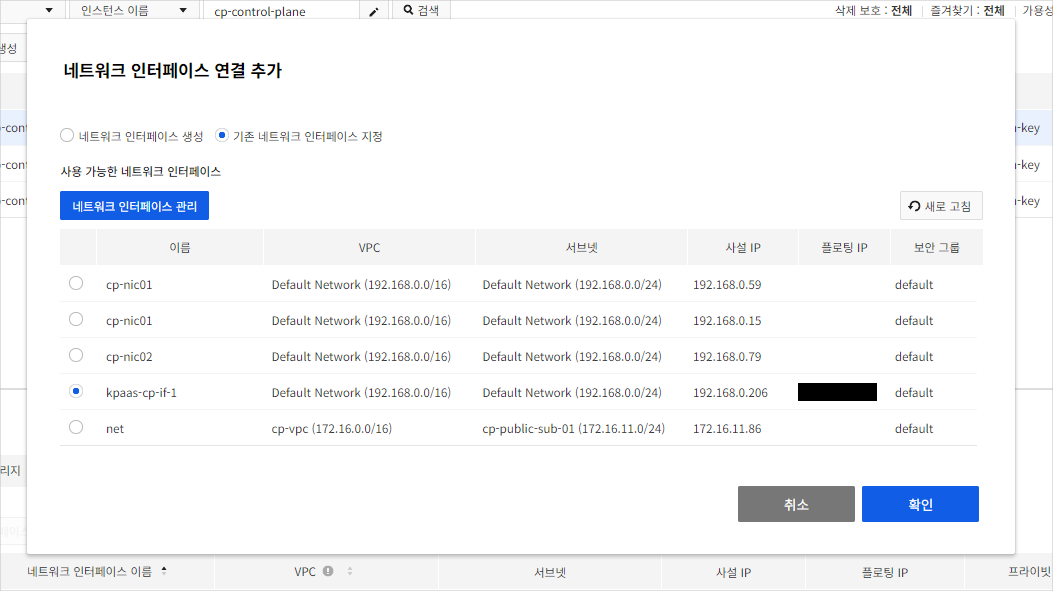 인스턴스 이름 cp-control-plane 검색 삭제 보호 : 전체 즐겨찾기 : 전체 가용성
생성
네트워크 인터페이스 연결 추가
네트워크 인터페이스 생성 기존 네트워크 인터페이스 지정
사용 가능한 네트워크 인터페이스
네트워크 인터페이스 관리 새로 고침
이름 VPC 서브넷 사설 IP 플로팅 IP 보안 그룹
cp-nic01 Default Network (192.168.0.0/16) Default Network (192.168.0.0/24) 192.168.0.59 default
cp-nic01 Default Network (192.168.0.0/16) Default Network (192.168.0.0/24) 192.168.0.15 default
cp-nic02 Default Network (192.168.0.0/16) Default Network (192.168.0.0/24) 192.168.0.79 default
kpaas-cp-if-1 Default Network (192.168.0.0/16) Default Network (192.168.0.0/24) 192.168.0.206 default
net cp-vpc (172.16.0.0/16) cp-public-sub-01 (172.16.11.0/24) 172.16.11.86 default
-cont -key
-cont -key
-cont -key
리지
취소 확인
네트워크 인터페이스 이름 VPC 서브넷 사설 IP 플로팅 IP 프라이빗